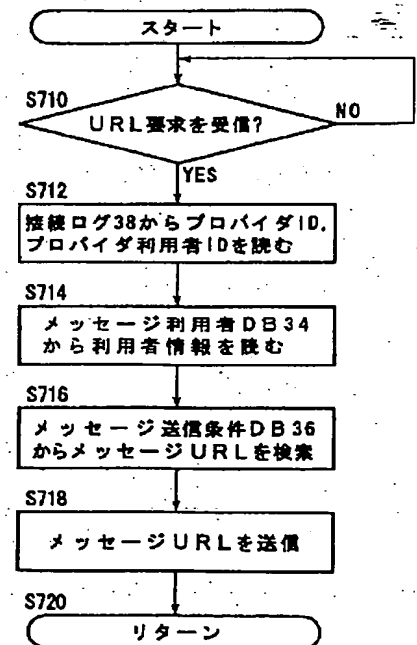 スタート
S710
URL要求を受信?
NO
YES
S712
接続ログ38からプロバイダID,
プロバイダ利用者IDを読む
S714
メッセージ利用者DB34
から利用者情報を読む
S716
メッセージ送信条件DB36
からメッセージURLを検索
S718
メッセージURLを送信
S720
リターン